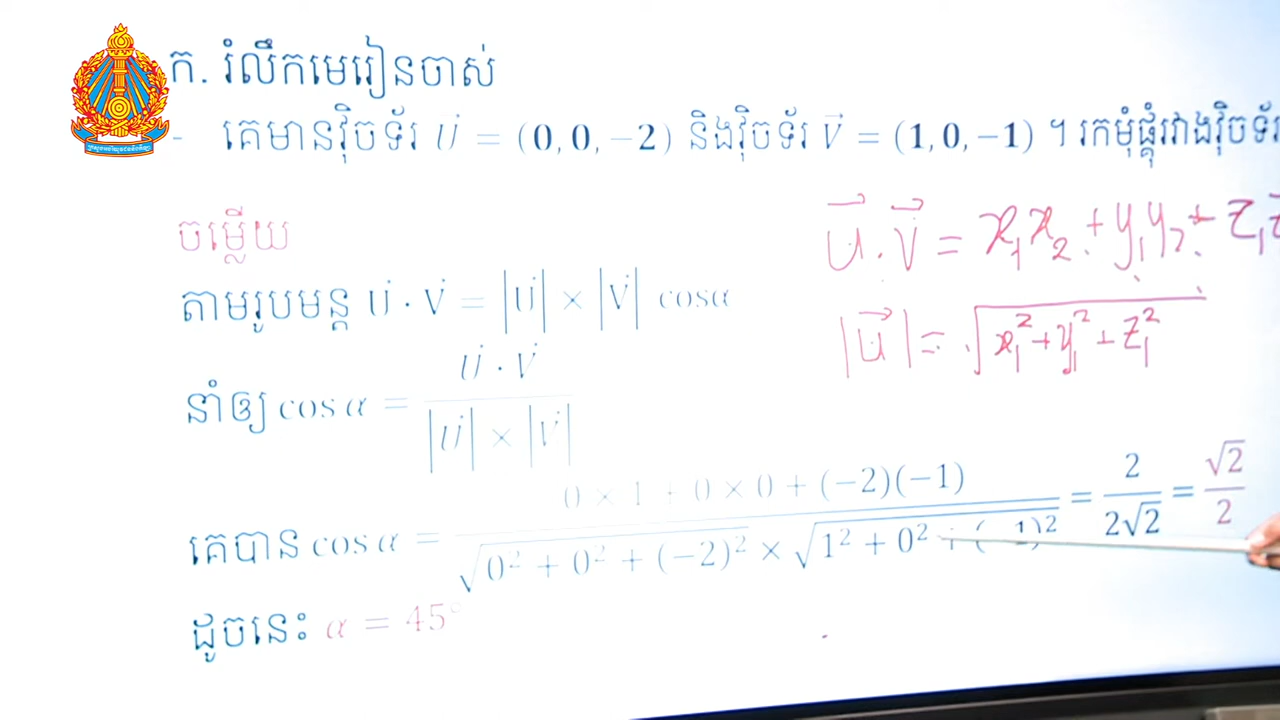 ក. រំលឹកមេរៀនចាស់
- គេមានវ៉ិចទ័រ u⃗ = (0, 0, −2) និងវ៉ិចទ័រ v⃗ = (1, 0, −1) ។ រកមុំផ្គុំរវាងវ៉ិចទ័រ
ចម្លើយ
u⃗ · v⃗ = x₁x₂ + y₁y₂ + z₁
តាមរូបមន្ត u⃗ · v⃗ = |u⃗| × |v⃗| cosα
|u⃗| = √(x₁² + y₁² + z₁²)
នាំឲ្យ cos α = (u⃗ · v⃗) / (|u⃗| × |v⃗|)
គេបាន cos α = (0 × 1 + 0 × 0 + (−2)(−1)) / (√(0² + 0² + (−2)²) × √(1² + 0² + (−1)²)) = 2 / (2√2) = √2 / 2
ដូចនេះ α = 45°